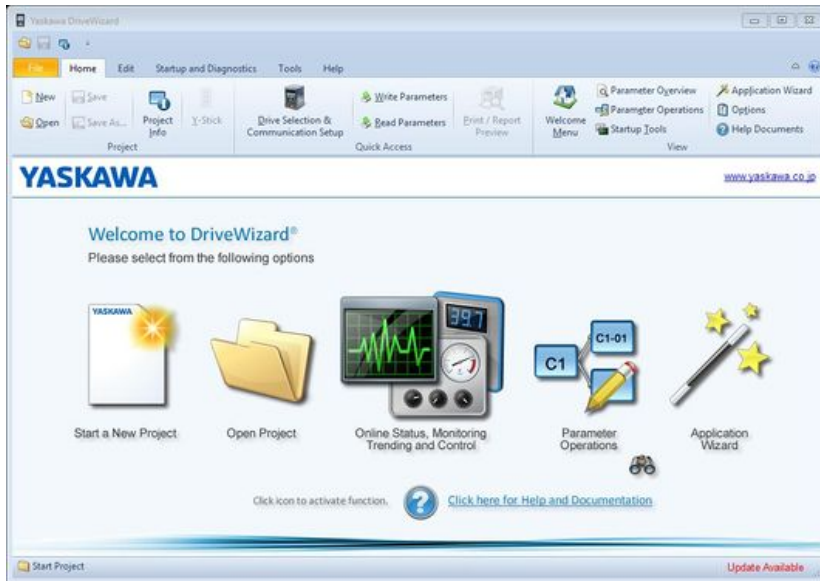 Yaskawa DriveWizard
File Home Edit Startup and Diagnostics Tools Help
New Save Project Info Y-Stick Drive Selection & Communication Setup Write Parameters Print / Report Preview Welcome Menu Parameter Overview Application Wizard
Open Save As... Read Parameters Parameter Operations Options
Startup Tools Help Documents
Project Quick Access View
YASKAWA www.yaskawa.co.jp
Welcome to DriveWizard®
Please select from the following options
YASKAWA
39.7
C1-01
C1
Start a New Project Open Project Online Status, Monitoring Parameter Application
Trending and Control Operations Wizard
Click icon to activate function. ? Click here for Help and Documentation
Start Project Update Available